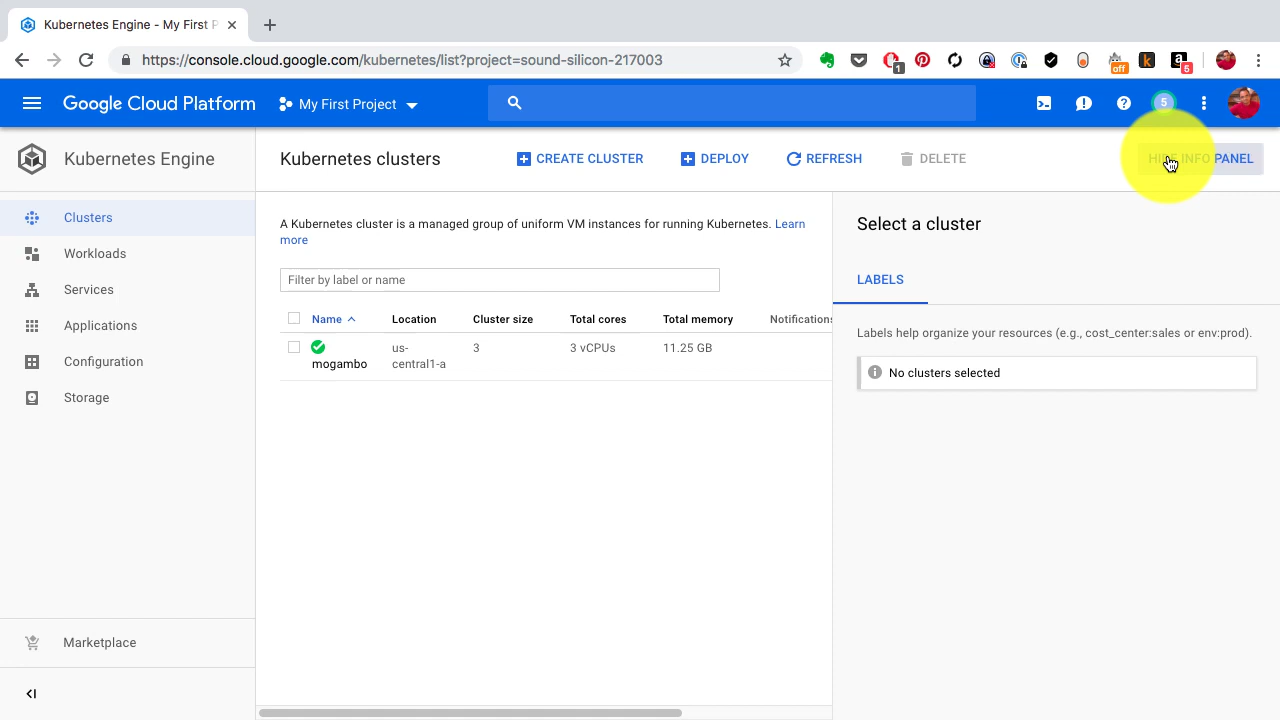 Kubernetes Engine - My First P
https://console.cloud.google.com/kubernetes/list?project=sound-silicon-217003
1
off
k
a
6
Google Cloud Platform
My First Project
5
Kubernetes Engine
Kubernetes clusters
CREATE CLUSTER
DEPLOY
REFRESH
DELETE
HIDE INFO PANEL
Clusters
Workloads
Services
Applications
Configuration
Storage
Marketplace
A Kubernetes cluster is a managed group of uniform VM instances for running Kubernetes. Learn
more
Filter by label or name
Name Location Cluster size Total cores Total memory Notifications
mogambo us-central1-a 3 3 vCPUs 11.25 GB
Select a cluster
LABELS
Labels help organize your resources (e.g., cost_center:sales or env:prod).
No clusters selected